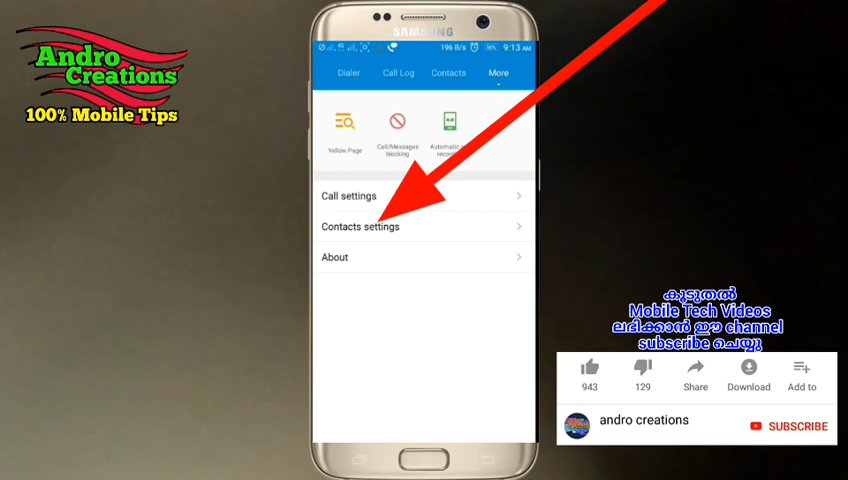 Andro
Creations
100% Mobile Tips
SAMSUNG
196 B/s 9:13 AM
Dialer Call Log Contacts More
Yellow Page
Call/Messages
blocking
Automatic
Call settings
Contacts settings
About
കൂടുതൽ
Mobile Tech Videos
ലഭിക്കാൻ ഈ channel
subscribe ചെയ്യു
943 129 Share Download Add to
andro creations SUBSCRIBE